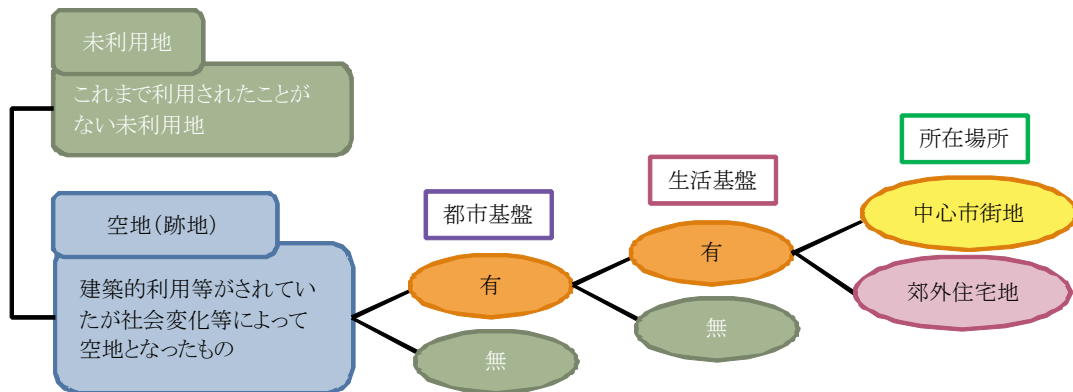 未利用地
これまで利用されたことが
ない未利用地
空地（跡地）
建築的利用等がされてい
たが社会変化等によって
空地となったもの
都市基盤
有
無
生活基盤
有
無
所在場所
中心市街地
郊外住宅地